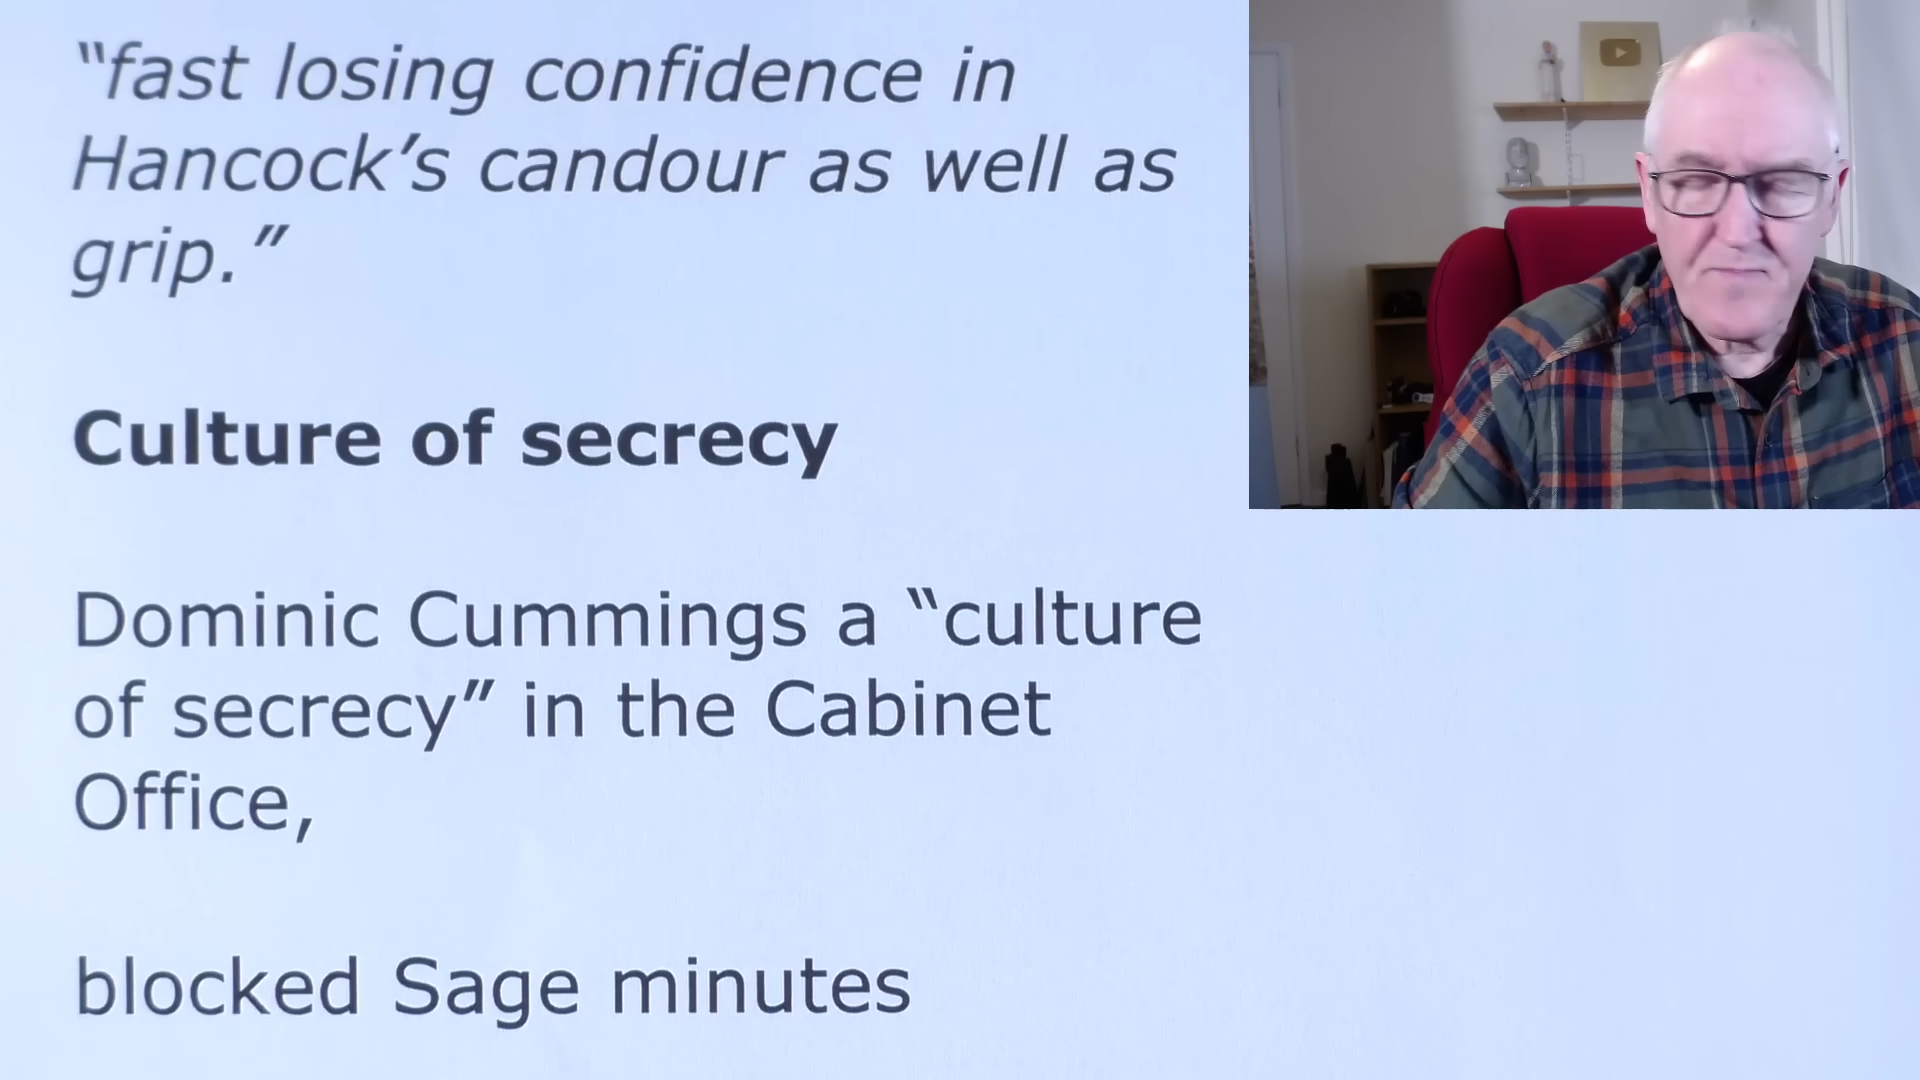 “fast losing confidence in
Hancock’s candour as well as
grip.”
Culture of secrecy
Dominic Cummings a “culture
of secrecy” in the Cabinet
Office,
blocked Sage minutes